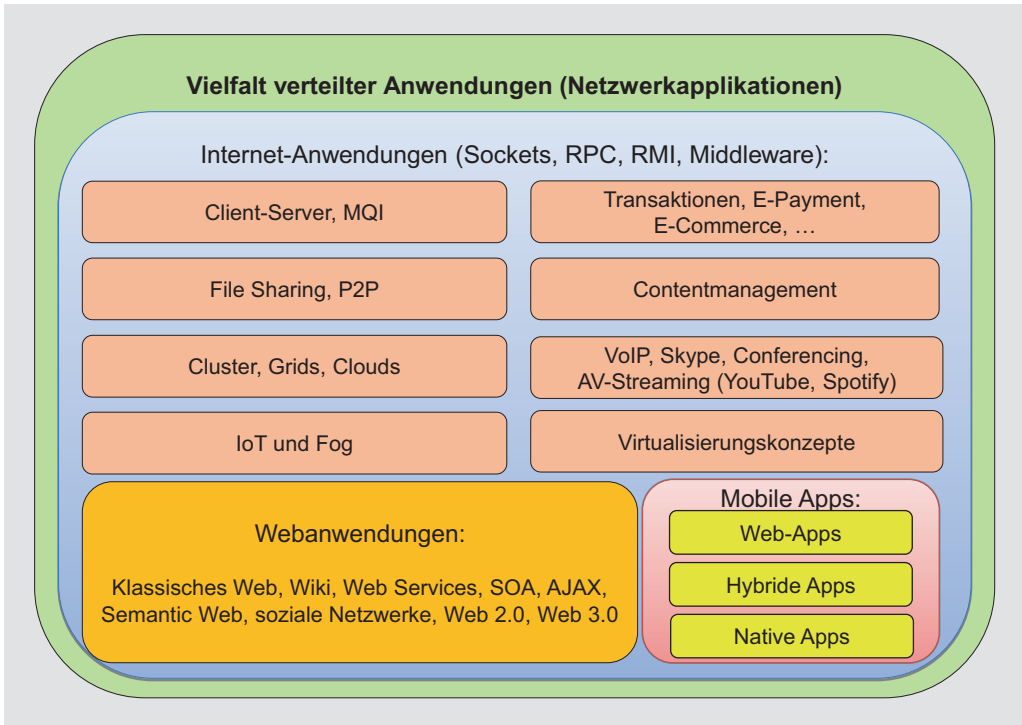 Vielfalt verteilter Anwendungen (Netzwerkapplikationen)
Internet-Anwendungen (Sockets, RPC, RMI, Middleware):
Client-Server, MQI
Transaktionen, E-Payment,
E-Commerce, …
File Sharing, P2P
Contentmanagement
Cluster, Grids, Clouds
VoIP, Skype, Conferencing,
AV-Streaming (YouTube, Spotify)
IoT und Fog
Virtualisierungskonzepte
Webanwendungen:
Klassisches Web, Wiki, Web Services, SOA, AJAX,
Semantic Web, soziale Netzwerke, Web 2.0, Web 3.0
Mobile Apps:
Web-Apps
Hybride Apps
Native Apps